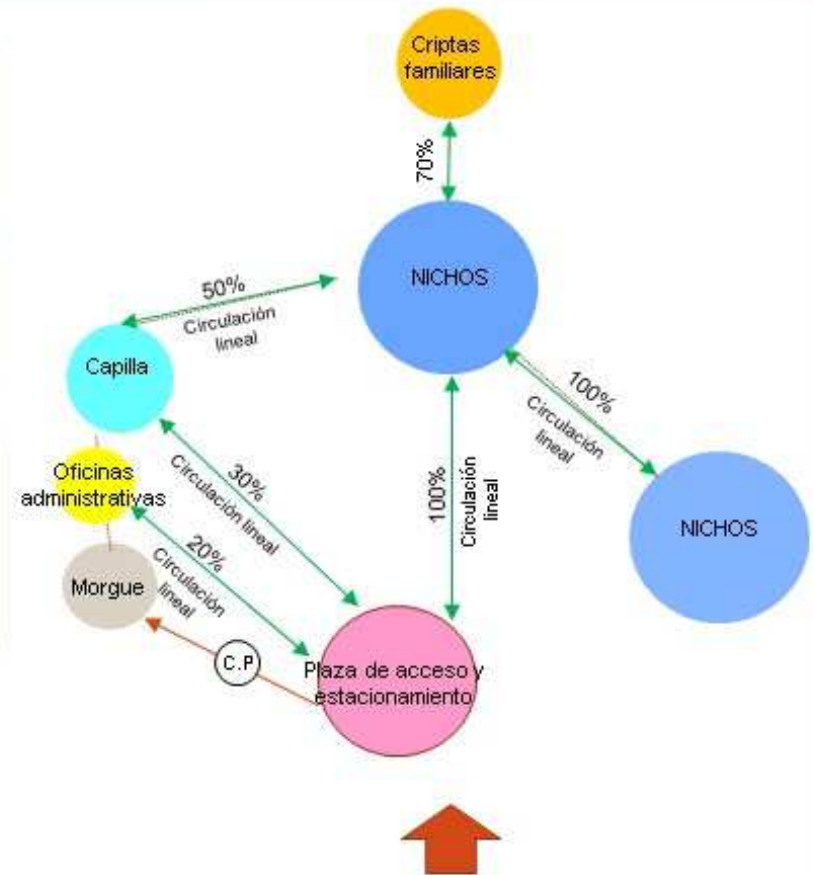 Criptas
familiares
70%
NICHOS
50%
Circulación
lineal
Capilla
100%
Circulación
lineal
Oficinas
administrativas
30%
Circulación lineal
100%
Circulación
lineal
NICHOS
20%
Circulación
lineal
Morgue
C.P
Plaza de acceso y
estacionamiento